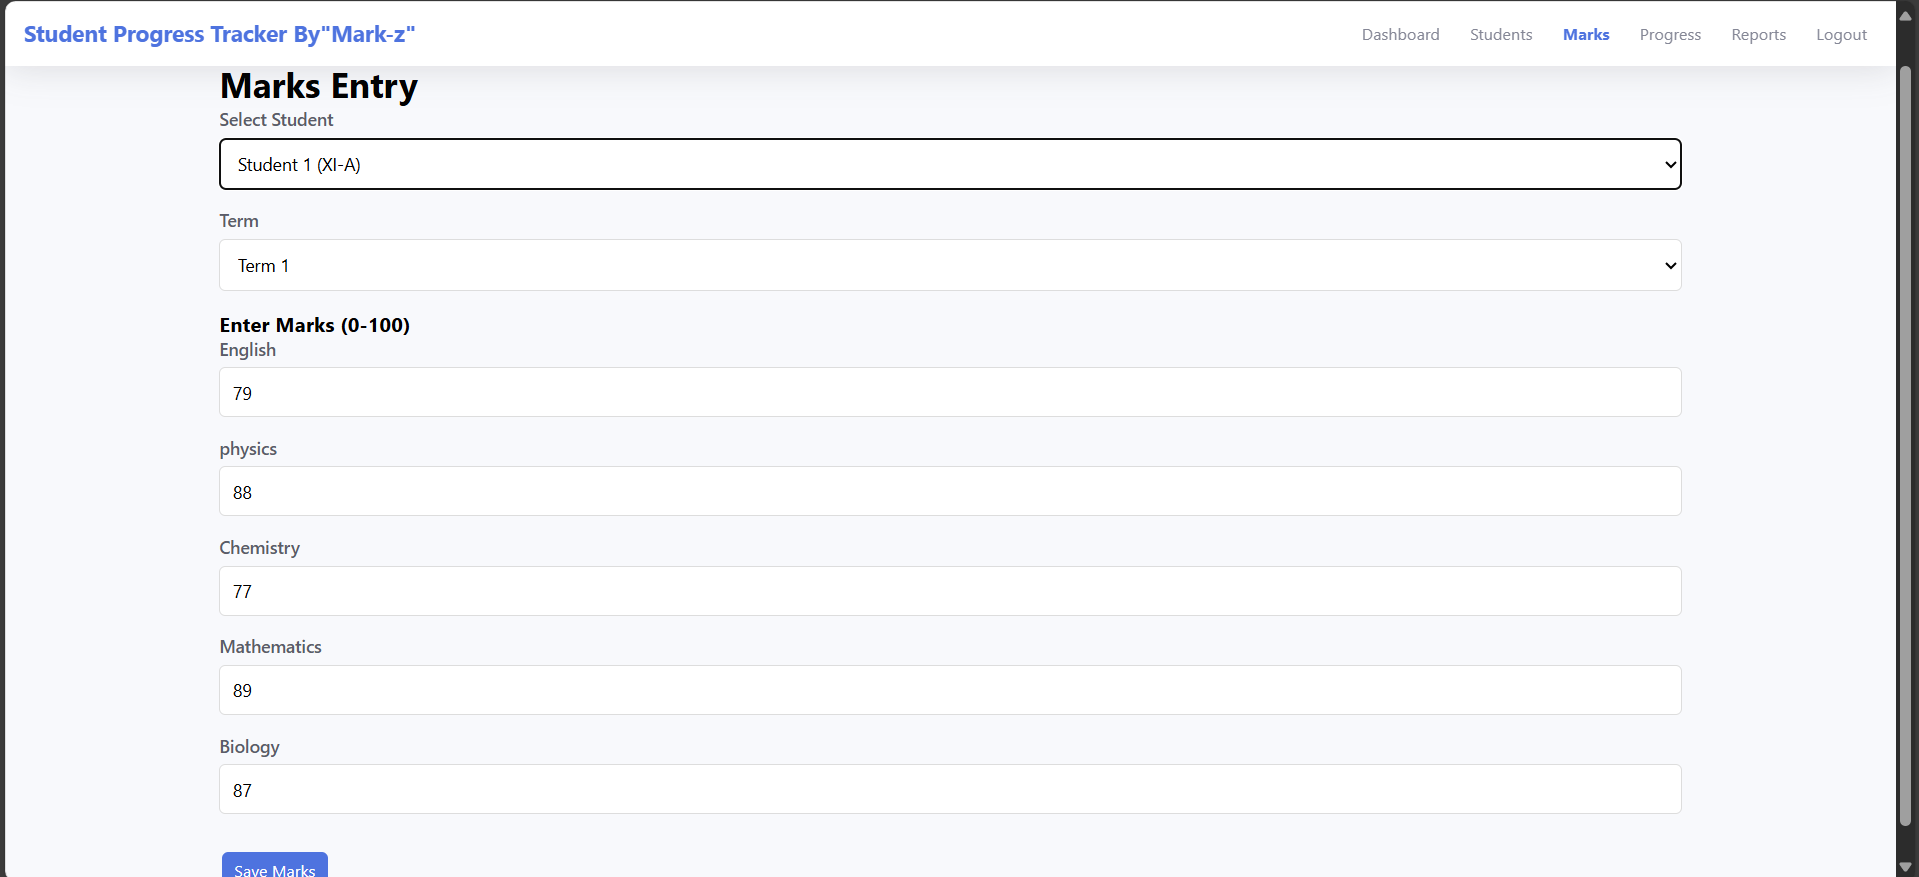 Student Progress Tracker By"Mark-z"
Dashboard Students Marks Progress Reports Logout
Marks Entry
Select Student
Student 1 (XI-A)
Term
Term 1
Enter Marks (0-100)
English
79
physics
88
Chemistry
77
Mathematics
89
Biology
87
Save Marks